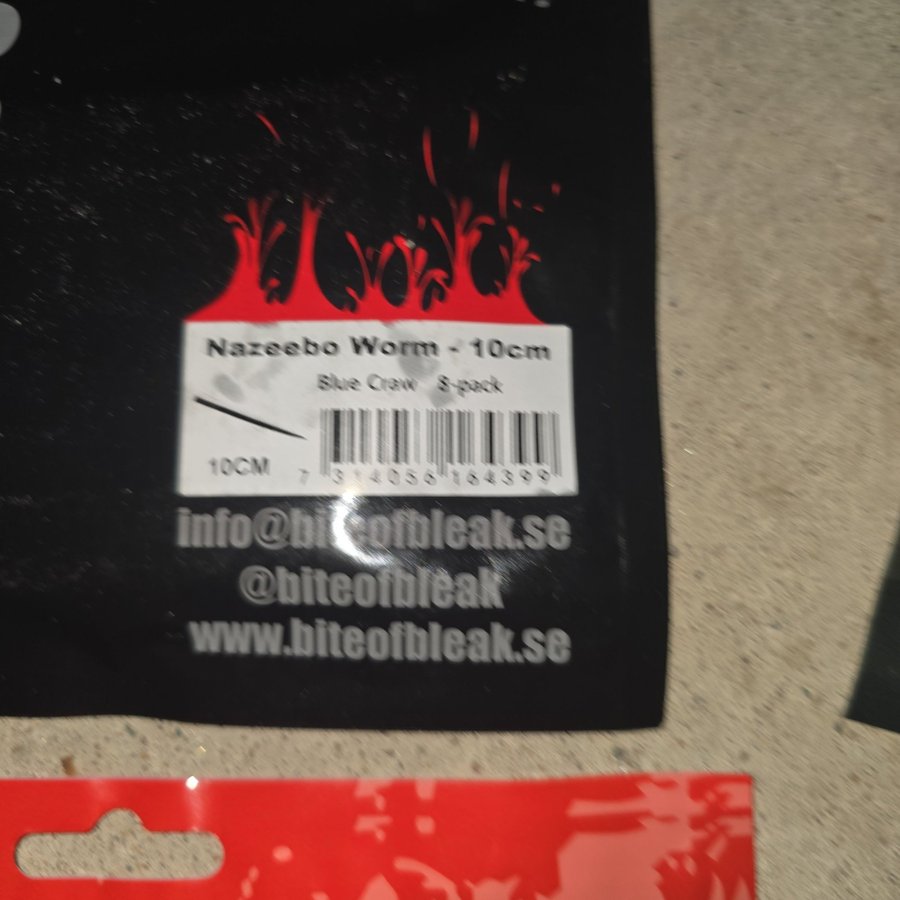 Nazeebo Worm - 10cm
Blue Craw 8-pack
10CM
7 314056 164399
info@biteofbleak.se
@biteofbleak
www.biteofbleak.se